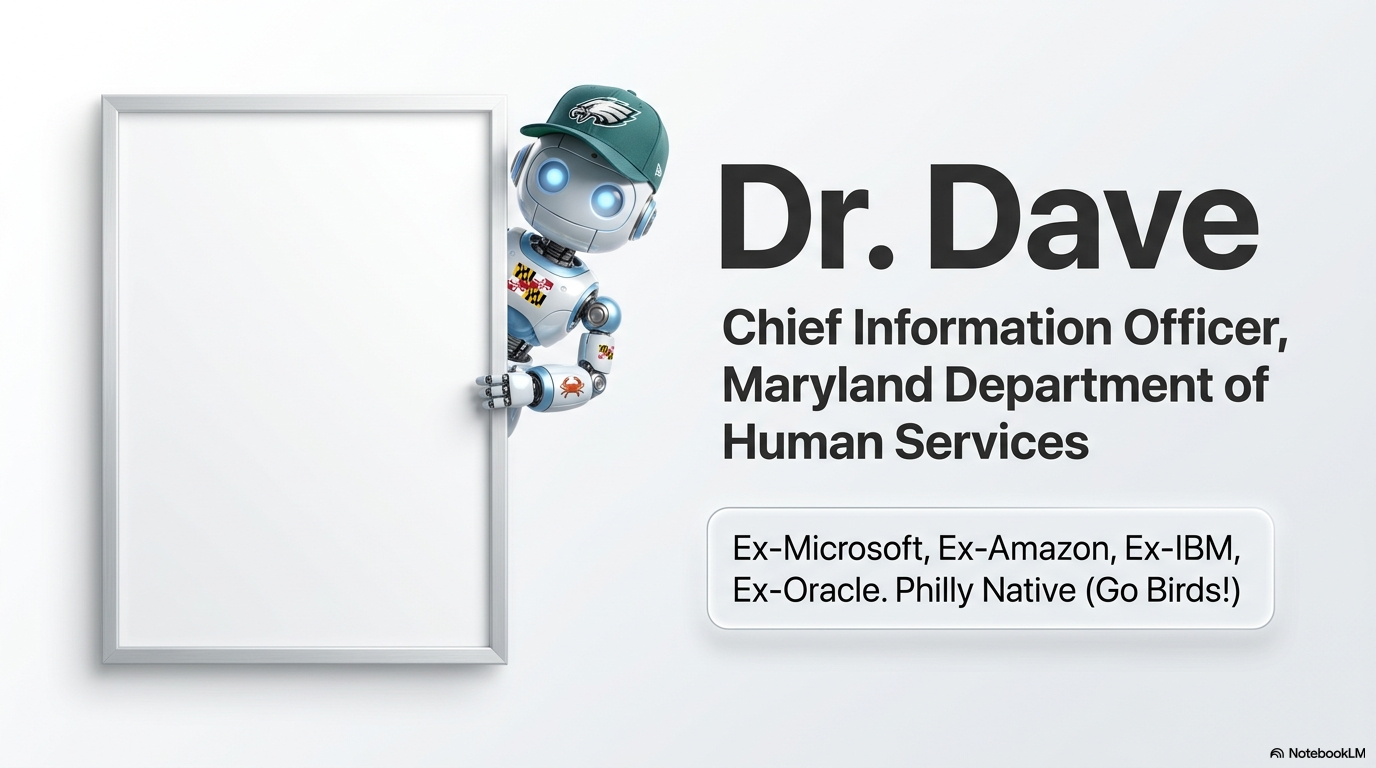 Dr. Dave
Chief Information Officer,
Maryland Department of
Human Services
Ex-Microsoft, Ex-Amazon, Ex-IBM,
Ex-Oracle. Philly Native (Go Birds!)
NotebookLM